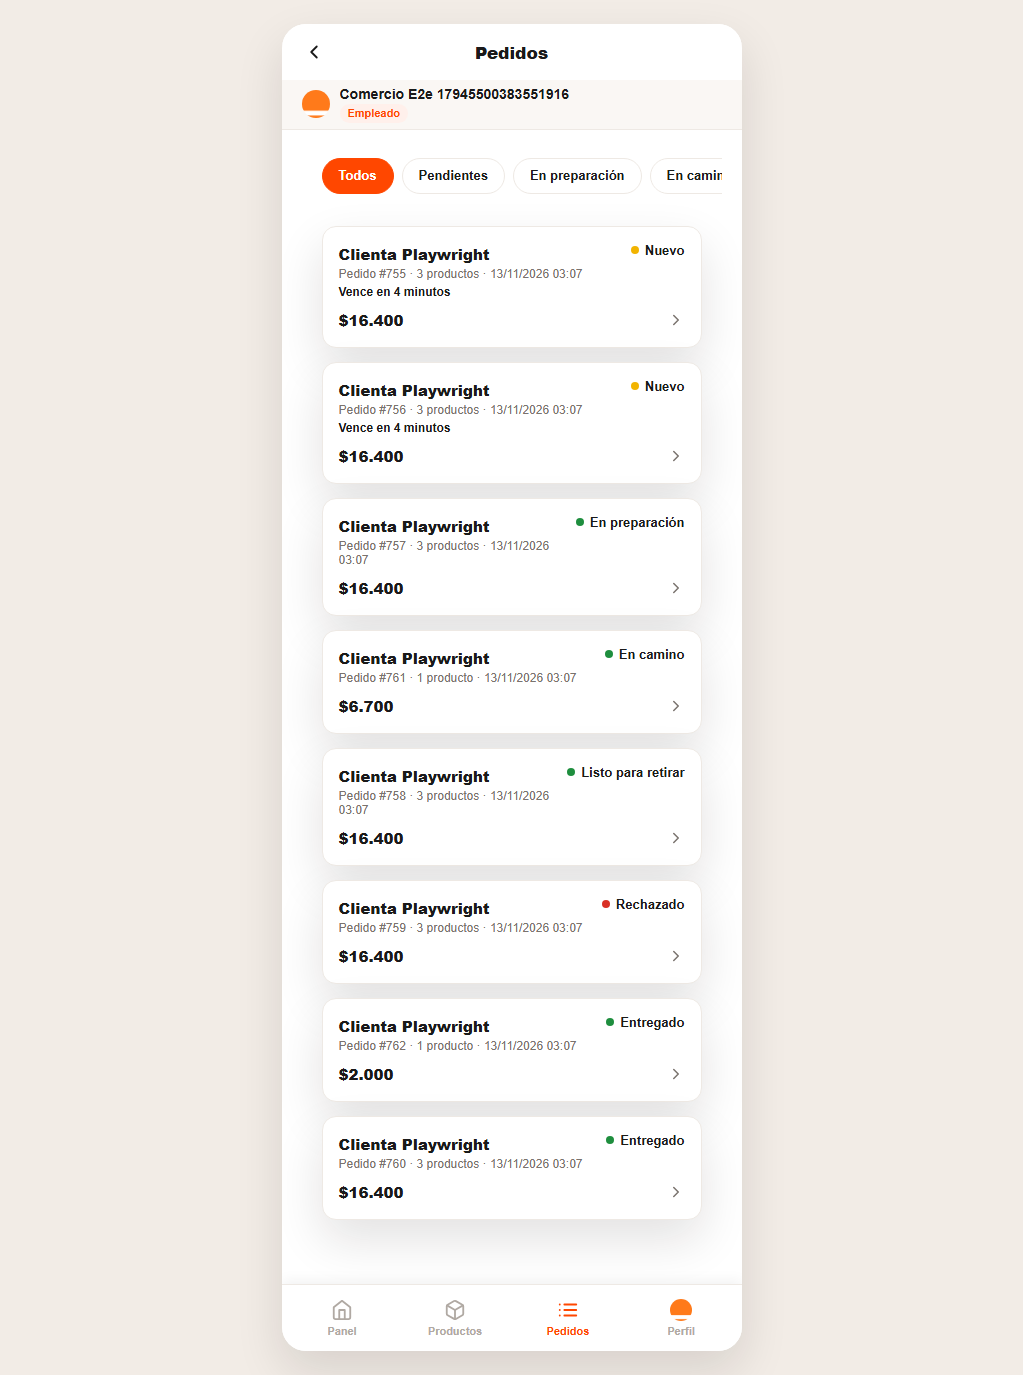 Pedidos
Comercio E2e 17945500383551916
Empleado
Todos
Pendientes
En preparación
En camin
Clienta Playwright
Nuevo
Pedido #755 · 3 productos · 13/11/2026 03:07
Vence en 4 minutos
$16.400
Clienta Playwright
Nuevo
Pedido #756 · 3 productos · 13/11/2026 03:07
Vence en 4 minutos
$16.400
Clienta Playwright
En preparación
Pedido #757 · 3 productos · 13/11/2026
03:07
$16.400
Clienta Playwright
En camino
Pedido #761 · 1 producto · 13/11/2026 03:07
$6.700
Clienta Playwright
Listo para retirar
Pedido #758 · 3 productos · 13/11/2026
03:07
$16.400
Clienta Playwright
Rechazado
Pedido #759 · 3 productos · 13/11/2026 03:07
$16.400
Clienta Playwright
Entregado
Pedido #762 · 1 producto · 13/11/2026 03:07
$2.000
Clienta Playwright
Entregado
Pedido #760 · 3 productos · 13/11/2026 03:07
$16.400
Panel
Productos
Pedidos
Perfil